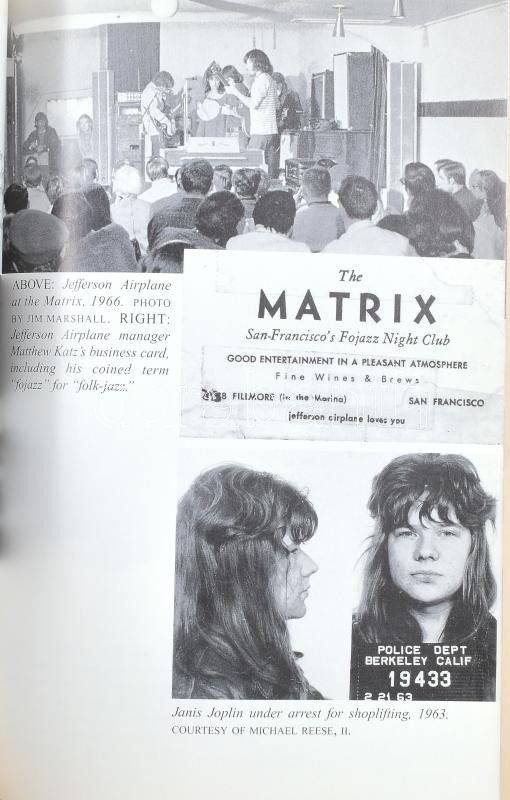 ABOVE: Jefferson Airplane
at the Matrix, 1966. PHOTO
BY JIM MARSHALL. RIGHT:
Jefferson Airplane manager
Matthew Katz's business card,
including his coined term
"fojazz" for "folk-jazz."
The
MATRIX
San-Francisco's Fojazz Night Club
GOOD ENTERTAINMENT IN A PLEASANT ATMOSPHERE
Fine Wines & Brews
FILLMORE (in the Marina) SAN FRANCISCO
jefferson airplane loves you
POLICE DEPT
BERKELEY CALIF
19433
2 21 63
Janis Joplin under arrest for shoplifting, 1963.
COURTESY OF MICHAEL REESE, II.